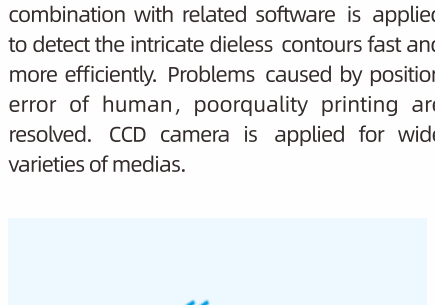 combination with related software is applied
to detect the intricate dieless contours fast and
more efficiently. Problems caused by position
error of human, poorquality printing are
resolved. CCD camera is applied for wide
varieties of medias.